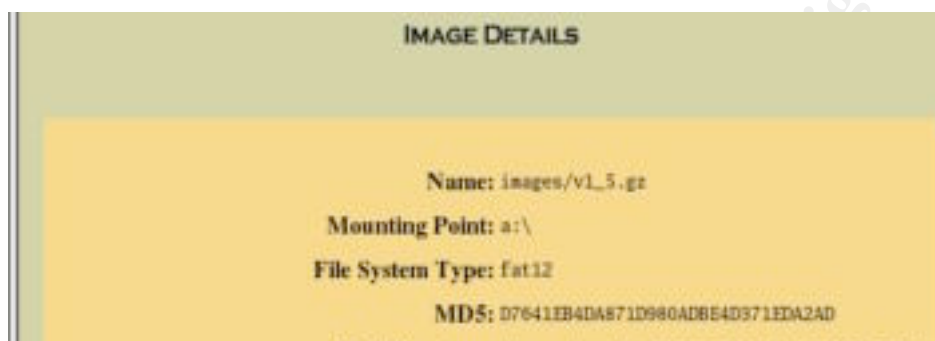 IMAGE DETAILS
Name: images/v1_5.gz
Mounting Point: a:\
File System Type: fat12
MD5: D7641EB4DA871D980ADBE4D371EDA2AD